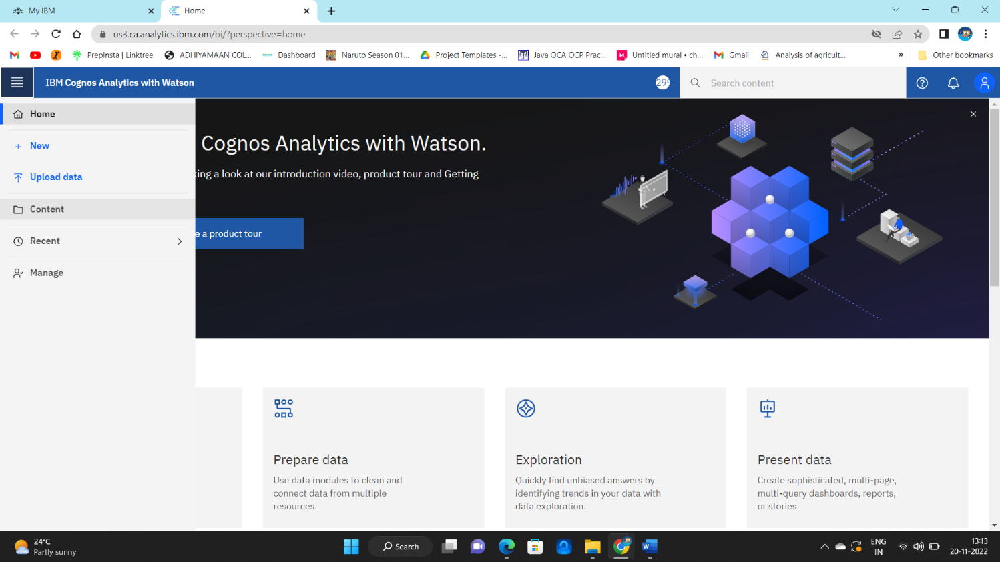 My IBM
Home
us3.ca.analytics.ibm.com/bi/?perspective=home
PrepInsta | Linktree
ADHIYAMAAN COL...
Dashboard
Naruto Season 01...
Project Templates -...
Java OCA OCP Prac...
Untitled mural • ch...
Gmail
Analysis of agricult...
»
Other bookmarks
IBM Cognos Analytics with Watson
299
Search content
Home
+ New
Upload data
Content
Recent
Manage
Cognos Analytics with Watson.
king a look at our introduction video, product tour and Getting
e a product tour
Prepare data
Use data modules to clean and
connect data from multiple
resources.
Exploration
Quickly find unbiased answers by
identifying trends in your data with
data exploration.
Present data
Create sophisticated, multi-page,
multi-query dashboards, reports,
or stories.
24°C
Partly sunny
Search
ENG
IN
13:13
20-11-2022